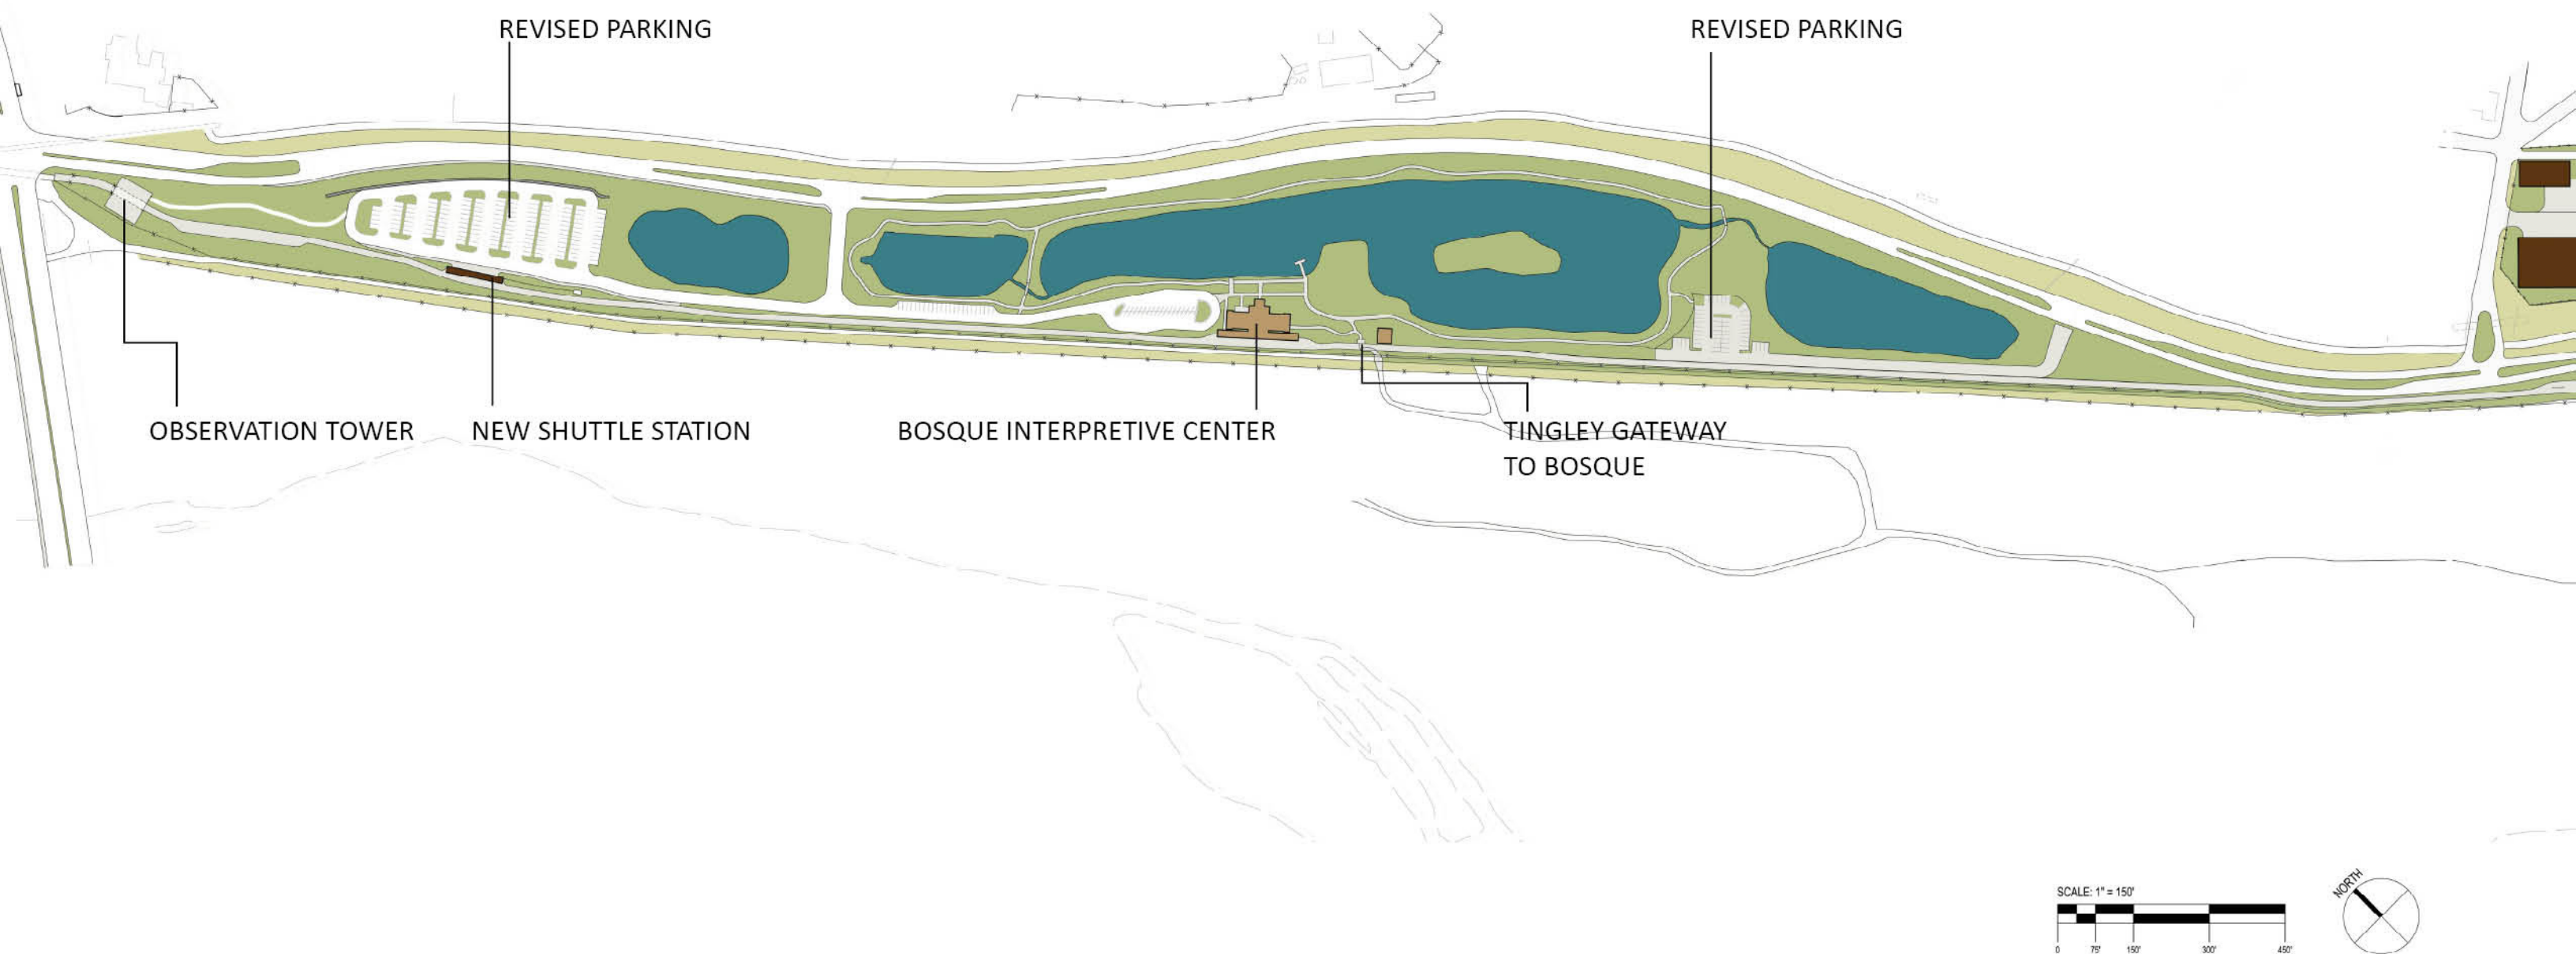 REVISED PARKING
REVISED PARKING
OBSERVATION TOWER
NEW SHUTTLE STATION
BOSQUE INTERPRETIVE CENTER
TINGLEY GATEWAY
TO BOSQUE
SCALE: 1" = 150'
NORTH
0 75' 150' 300' 450'